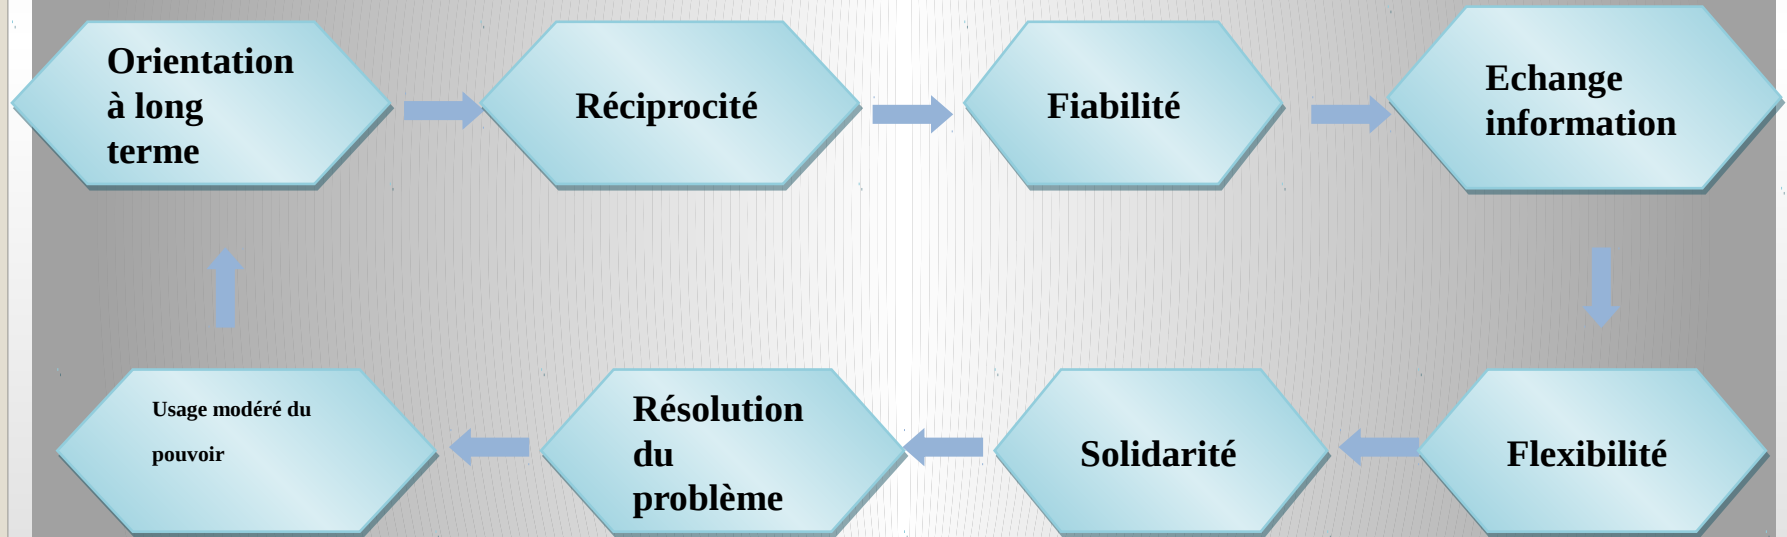 Orientation
à long
terme
Réciprocité
Fiabilité
Echange
information
Usage modéré du
pouvoir
Résolution
du
problème
Solidarité
Flexibilité